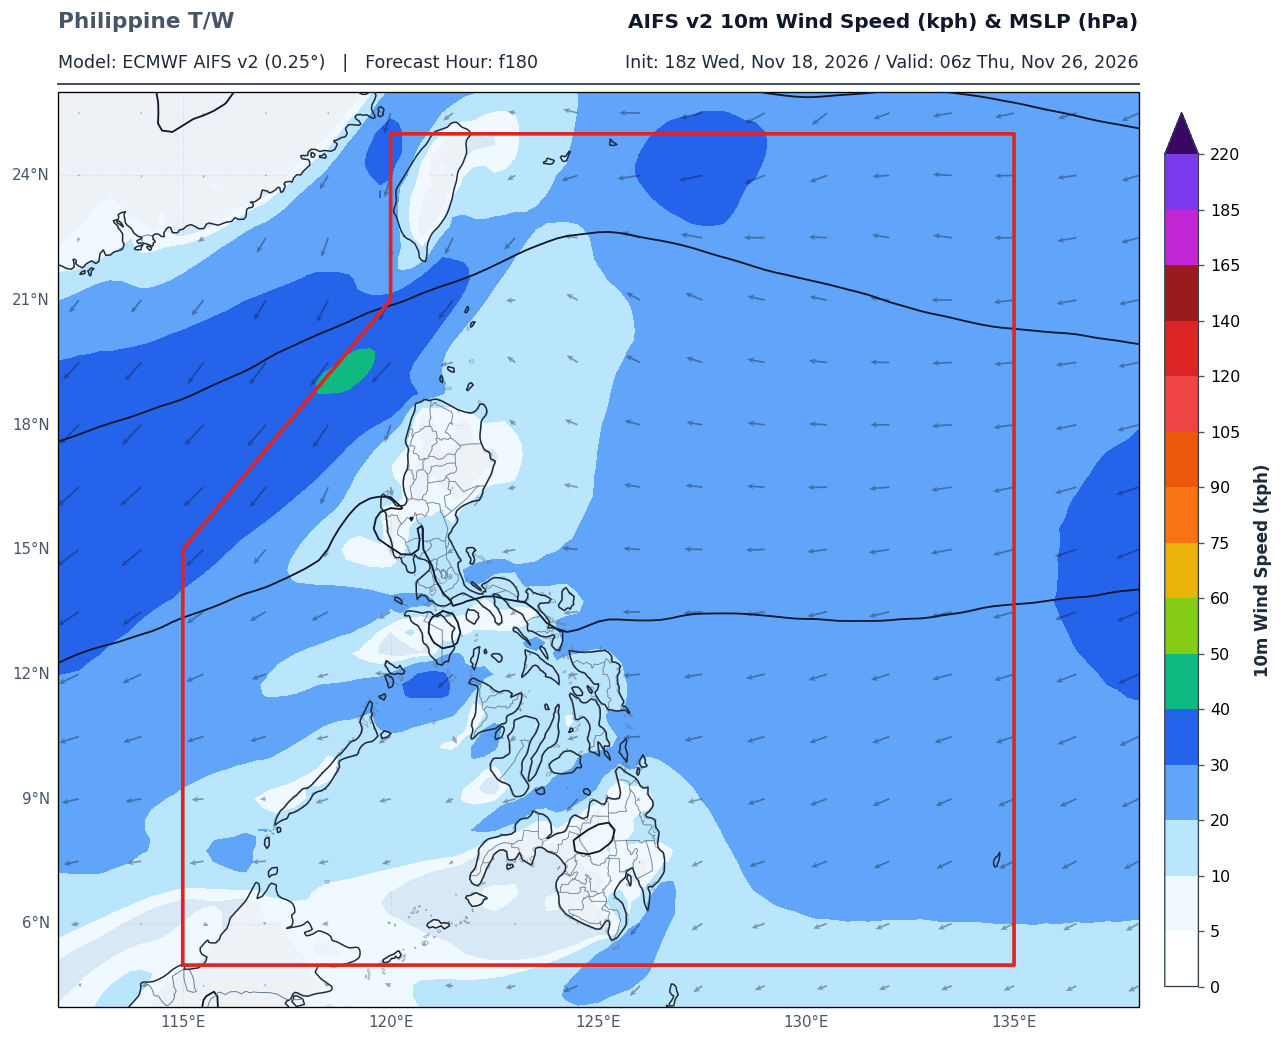 Philippine T/W
AIFS v2 10m Wind Speed (kph) & MSLP (hPa)
Model: ECMWF AIFS v2 (0.25°) | Forecast Hour: f180
Init: 18z Wed, Nov 18, 2026 / Valid: 06z Thu, Nov 26, 2026
24°N
21°N
18°N
15°N
12°N
9°N
6°N
115°E
120°E
125°E
130°E
135°E
220
185
165
140
120
105
90
75
60
50
40
30
20
10
5
0
10m Wind Speed (kph)